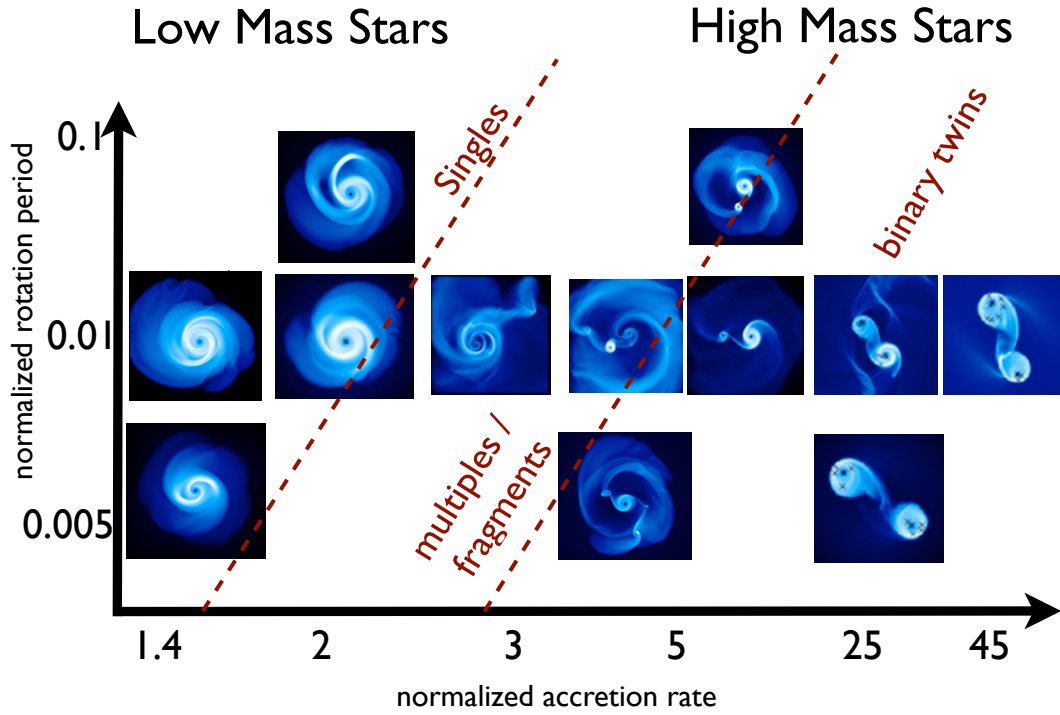 Low Mass Stars
High Mass Stars
normalized rotation period
0.1
0.01
0.005
Singles
multiples /
fragments
binary twins
1.4
2
3
5
25
45
normalized accretion rate